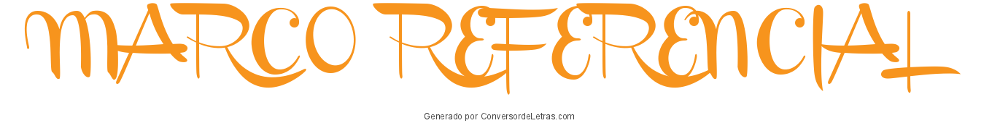 MARCO REFERENCIAL
Generado por ConversordeLetras.com